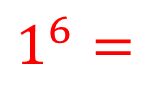 1⁶ =